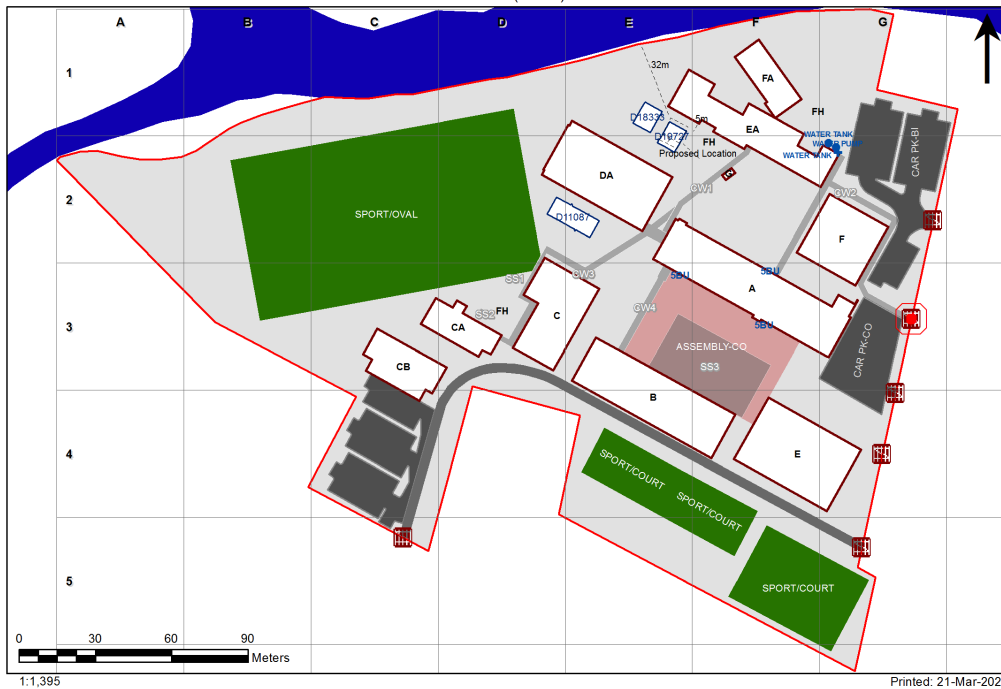 A B C D E F G
1
32m
FA
FH
5m
D18333
D16727
EA
FH
WATER TANK
WATER PUMP
WATER TANK
Proposed Location
CAR PK-BI
DA
2
CW1
CW2
SPORT/OVAL
D11087
F
5BU
5BU
CW3
SS1
A
CW4
SS2
FH
C
5BU
3
CA
ASSEMBLY-CO
CAR PK-CO
CB
SS3
B
4
E
SPORT/COURT
SPORT/COURT
5
SPORT/COURT
0 30 60 90
Meters
1:1,395
Printed: 21-Mar-202